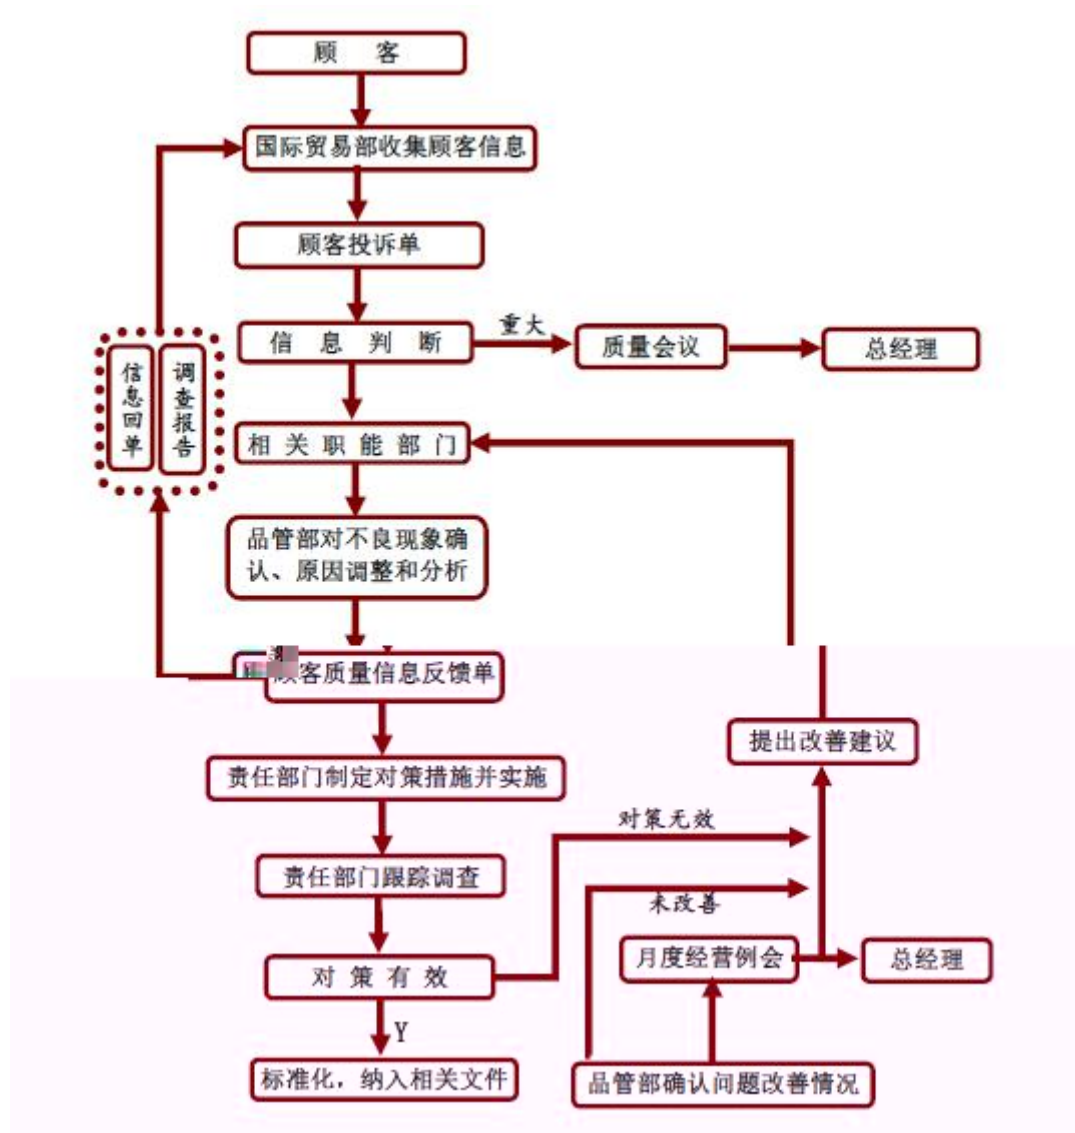 顾 客
国际贸易部收集顾客信息
顾客投诉单
信 息 判 断
重大
质量会议
总经理
信息回单
调查报告
相 关 职 能 部 门
品管部对不良现象确
认、原因调整和分析
顾客质量信息反馈单
提出改善建议
责任部门制定对策措施并实施
对策无效
责任部门跟踪调查
未改善
月度经营例会
总经理
对 策 有 效
Y
标准化，纳入相关文件
品管部确认问题改善情况